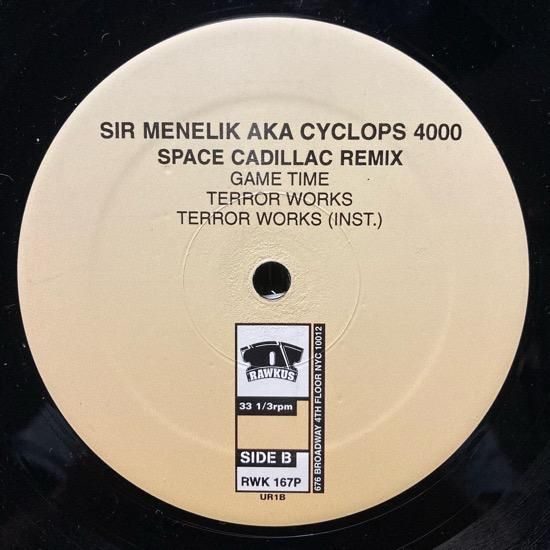 SIR MENELIK AKA CYCLOPS 4000
SPACE CADILLAC REMIX
GAME TIME
TERROR WORKS
TERROR WORKS (INST.)
RAWKUS
33 1/3rpm
SIDE B
RWK 167P
676 BROADWAY 4TH FLOOR NYC 10012
UR1B